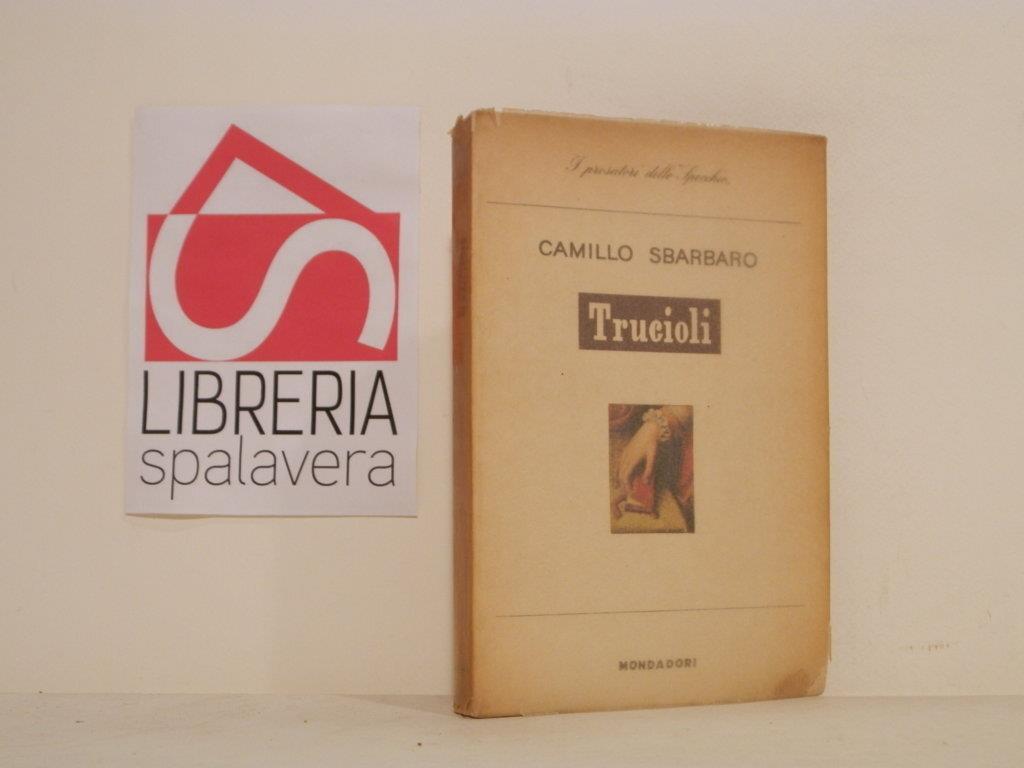 LIBRERIA
spalavera
I prosatori dello Specchio
CAMILLO SBARBARO
Trucioli
MONDADORI